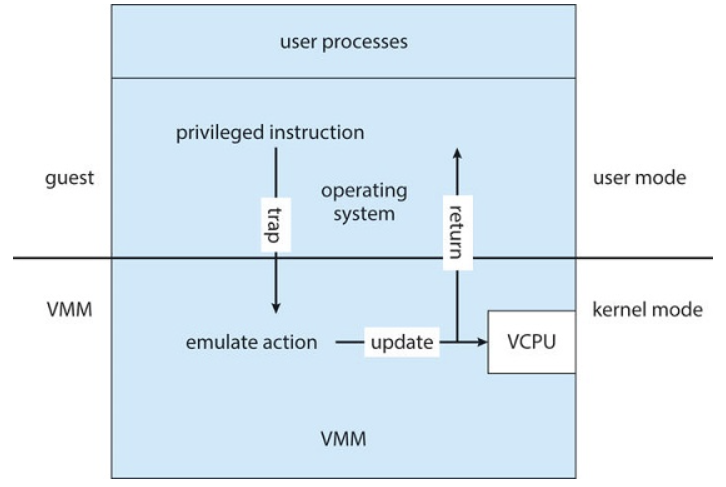 user processes
privileged instruction
guest
operating
system
user mode
trap
return
VMM
kernel mode
emulate action
update
VCPU
VMM